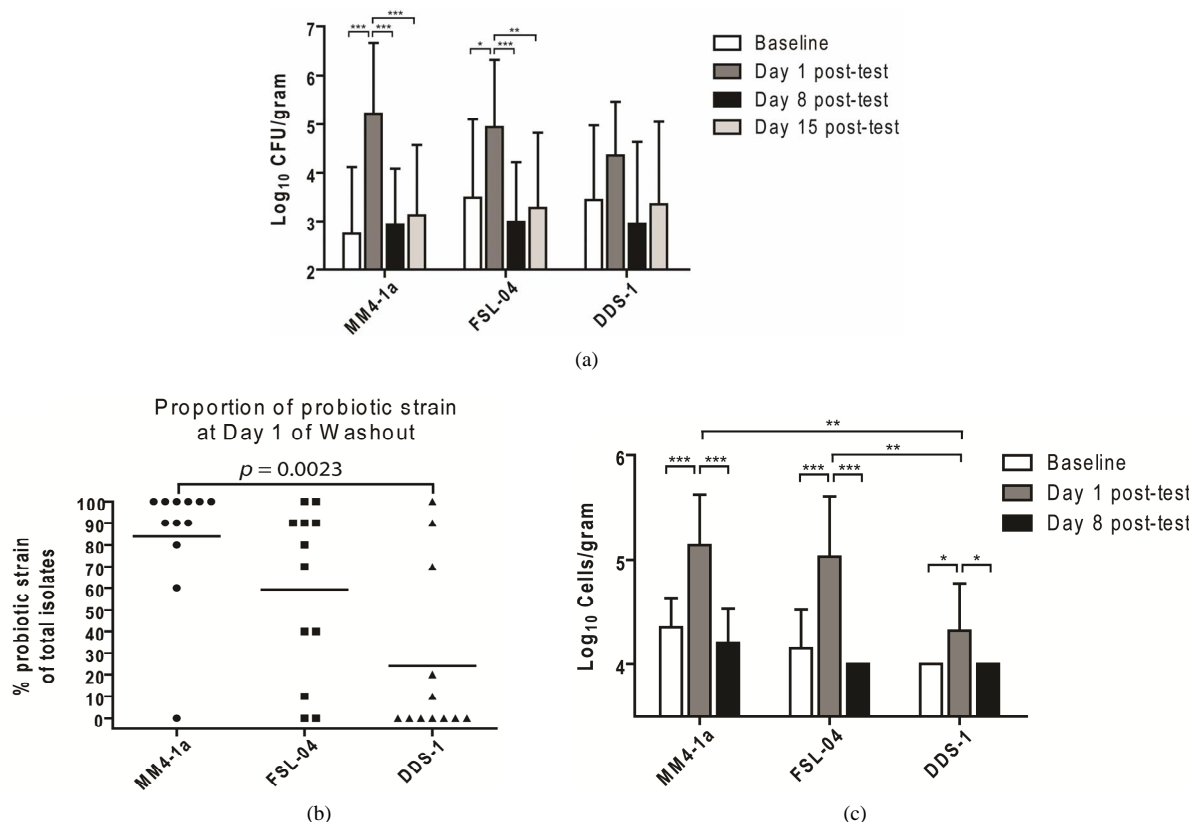 *** ***
***
* ***
**
7
6
5
4
3
2
Log10 CFU/gram
MM4-1a
FSL-04
DDS-1
Baseline
Day 1 post-test
Day 8 post-test
Day 15 post-test
(a)
Proportion of probiotic strain
at Day 1 of Washout
p = 0.0023
100
90
80
70
60
50
40
30
20
10
0
% probiotic strain
of total isolates
MM4-1a
FSL-04
DDS-1
(b)
**
**
*** ***
*** ***
* *
6
5
4
Log10 Cells/gram
MM4-1a
FSL-04
DDS-1
Baseline
Day 1 post-test
Day 8 post-test
(c)